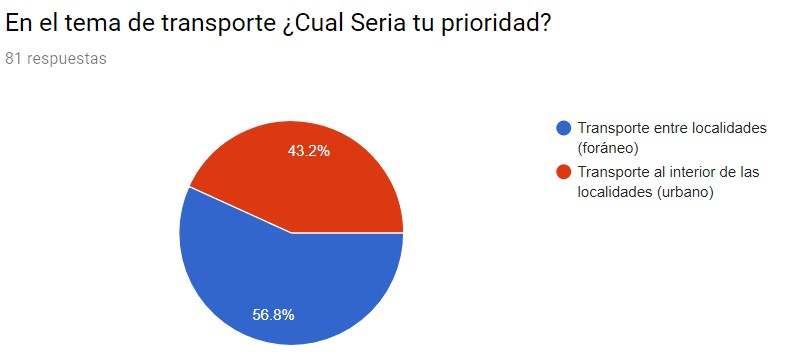 En el tema de transporte ¿Cual Seria tu prioridad?
81 respuestas
43.2%
56.8%
Transporte entre localidades
(foráneo)
Transporte al interior de las
localidades (urbano)